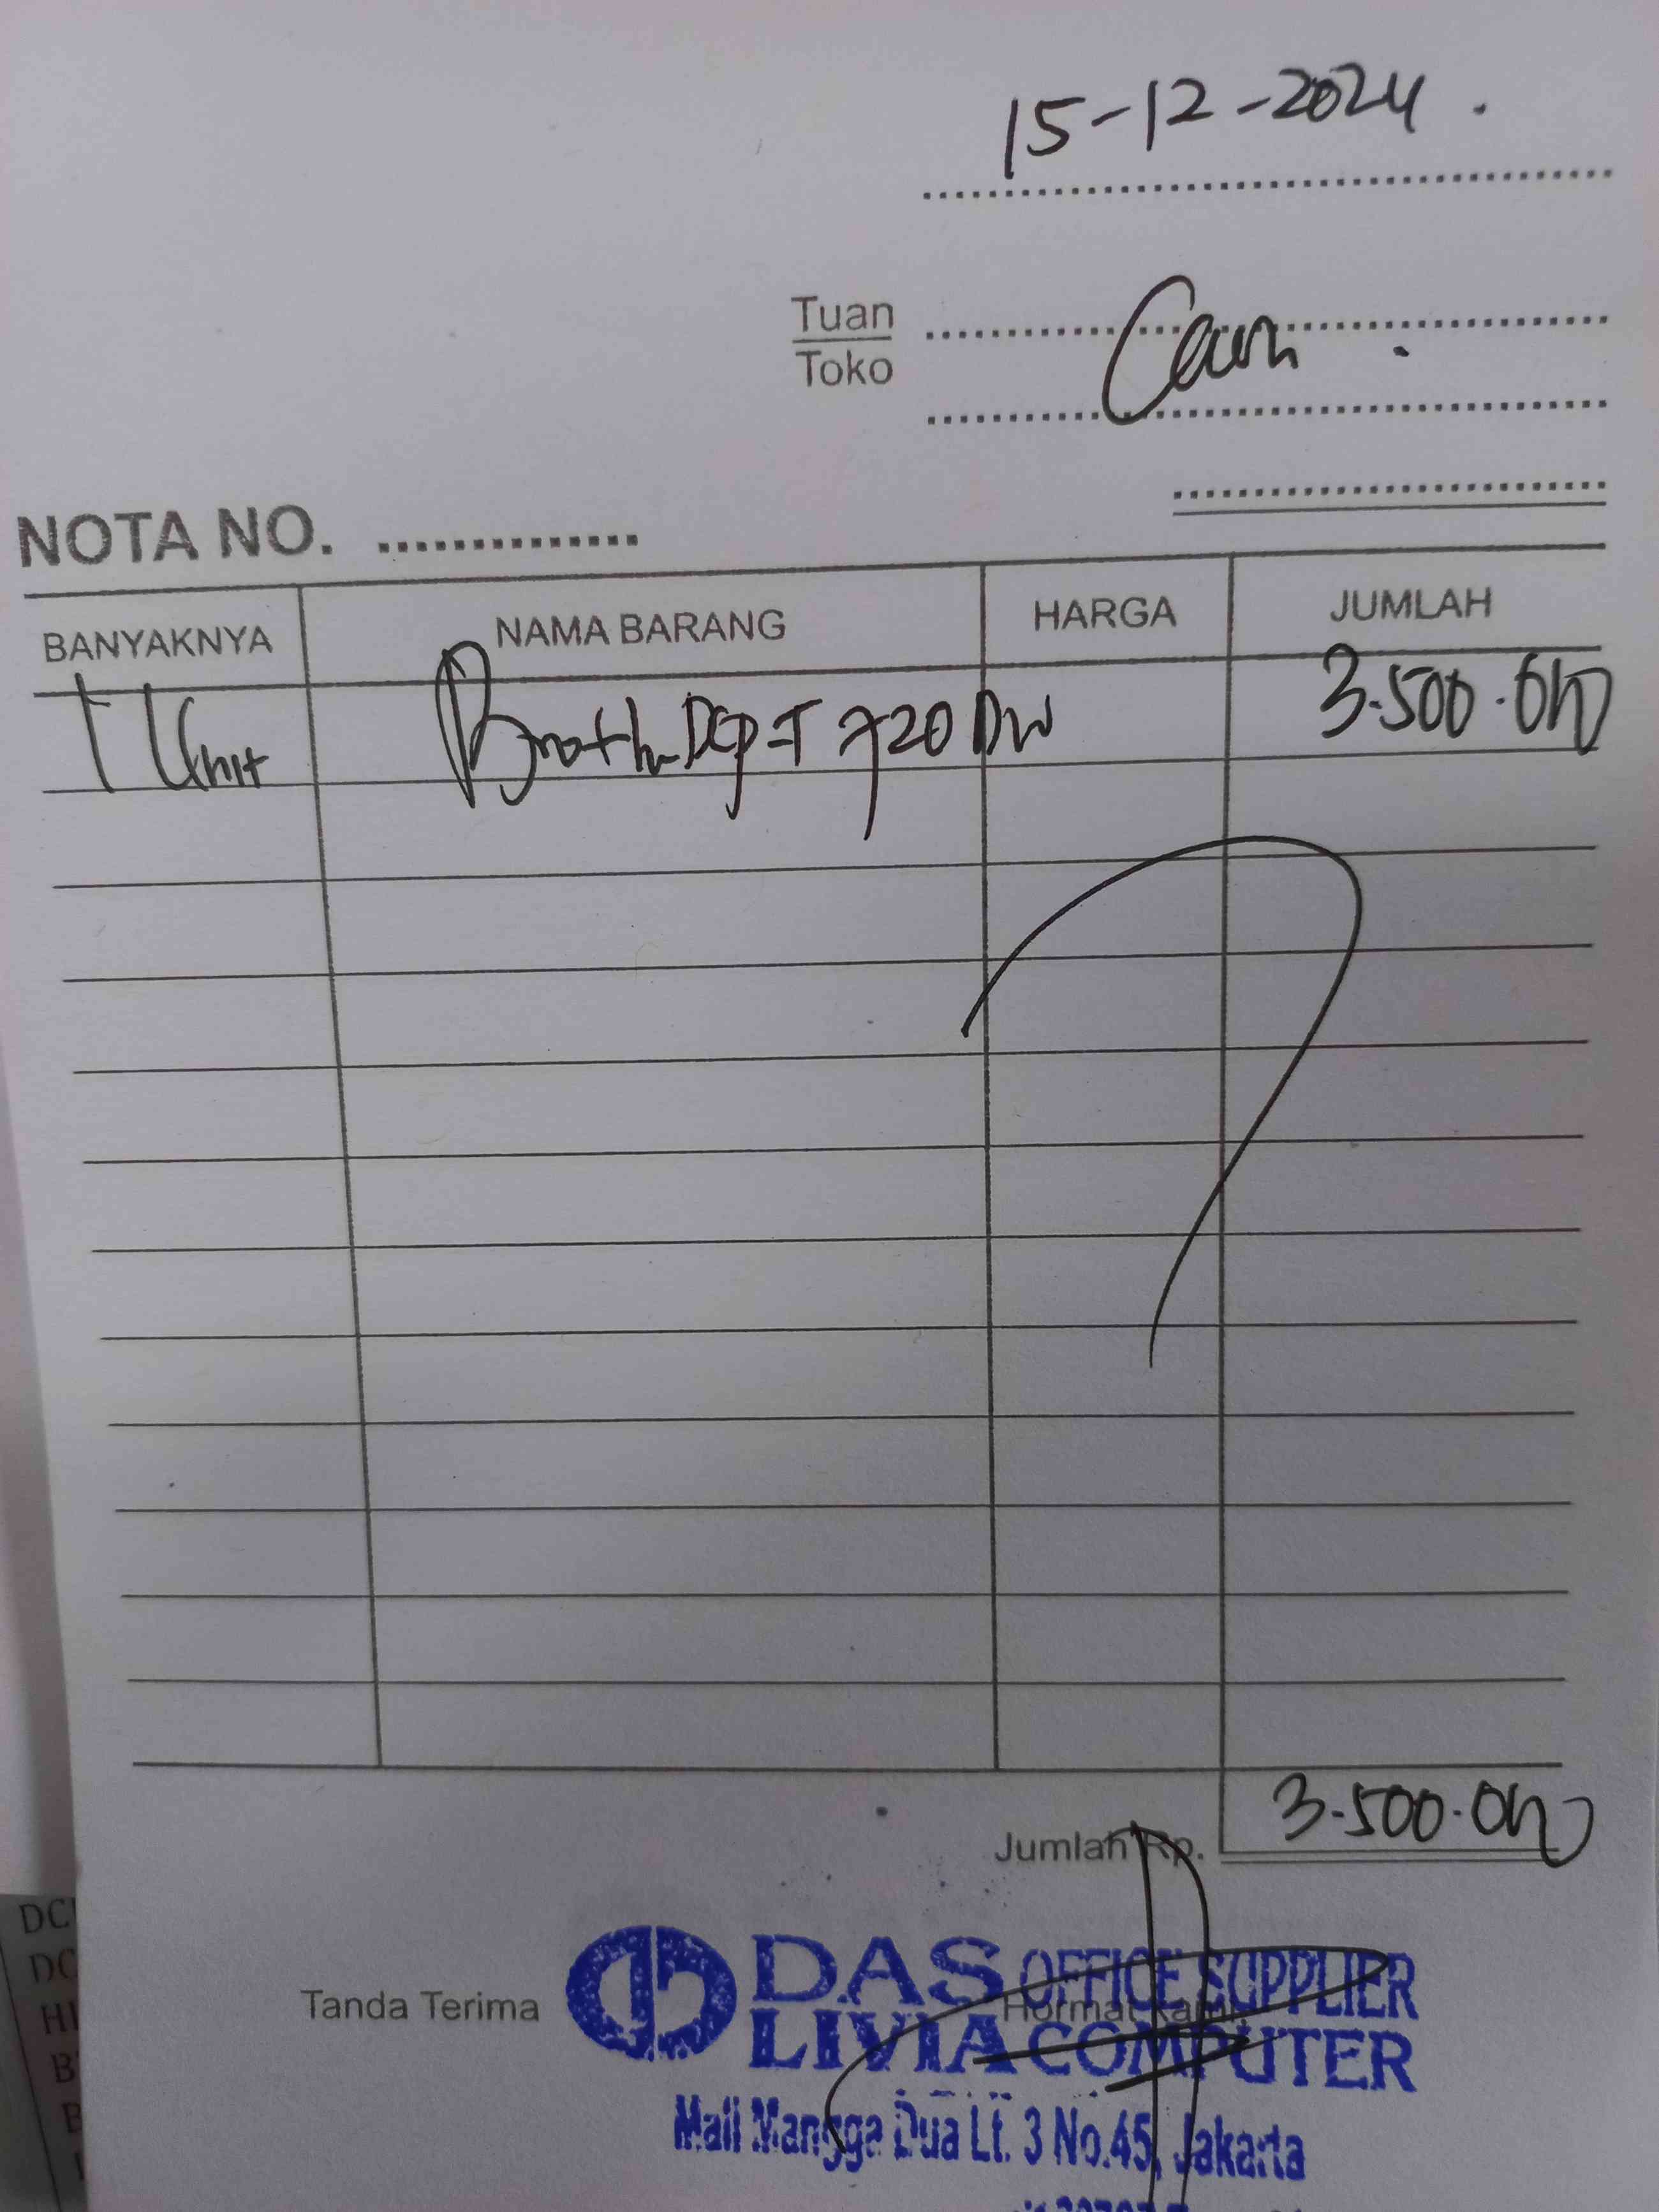 15-12-2024.
Tuan
Toko
NOTA NO. ..............
BANYAKNYA NAMA BARANG HARGA JUMLAH
1 Unit Brother DCP-T720DW 3.500.000
Jumlah Rp. 3.500.000
Tanda Terima
Hormat Kami,
DAS OFFICE SUPPLIER
LIVIA COMPUTER
Mall Mangga Dua Lt. 3 No.45, Jakarta
DC
DC
H
B
B